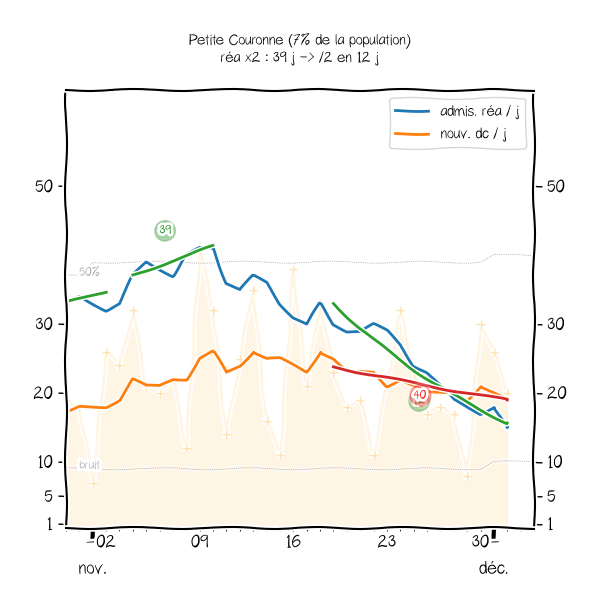 Petite Couronne (7% de la population)
réa x2 : 39 j -> /2 en 12 j
admis. réa / j
nouv. dc / j
50 50
39
50%
30 30
20 20
40
bruit
10 10
5 5
1 1
02 09 16 23 30
nov. déc.